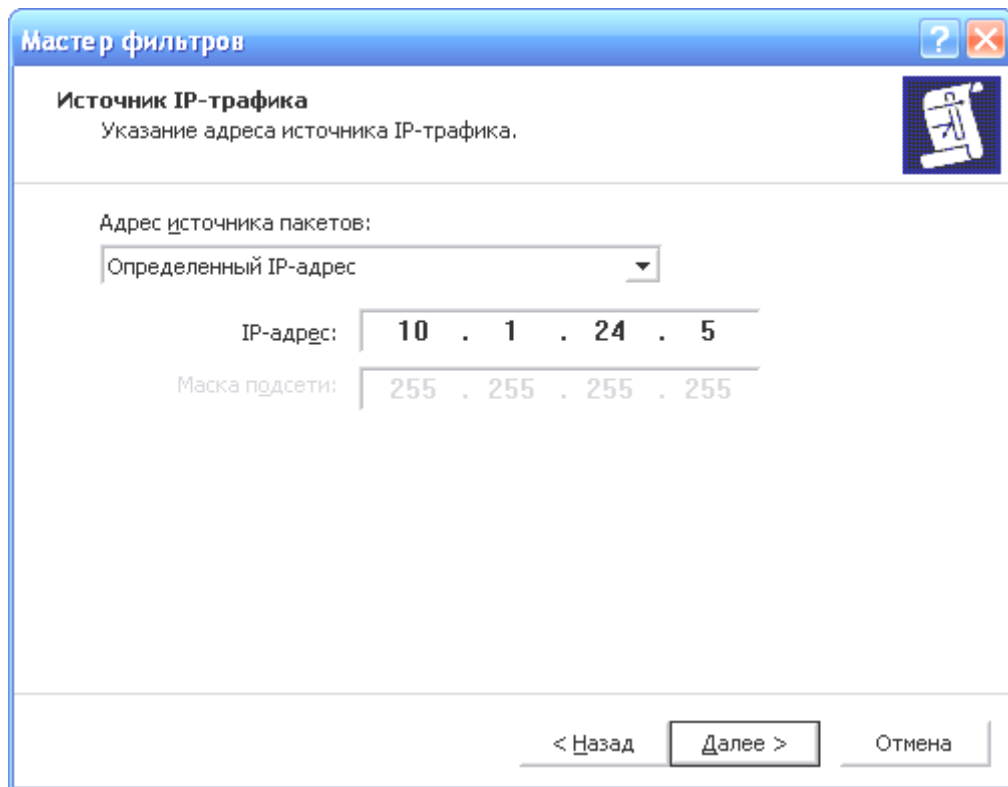 Мастер фильтров
Источник IP-трафика
Указание адреса источника IP-трафика.
Адрес источника пакетов:
Определенный IP-адрес
IP-адрес: 10 . 1 . 24 . 5
Маска подсети: 255 . 255 . 255 . 255
< Назад Далее > Отмена